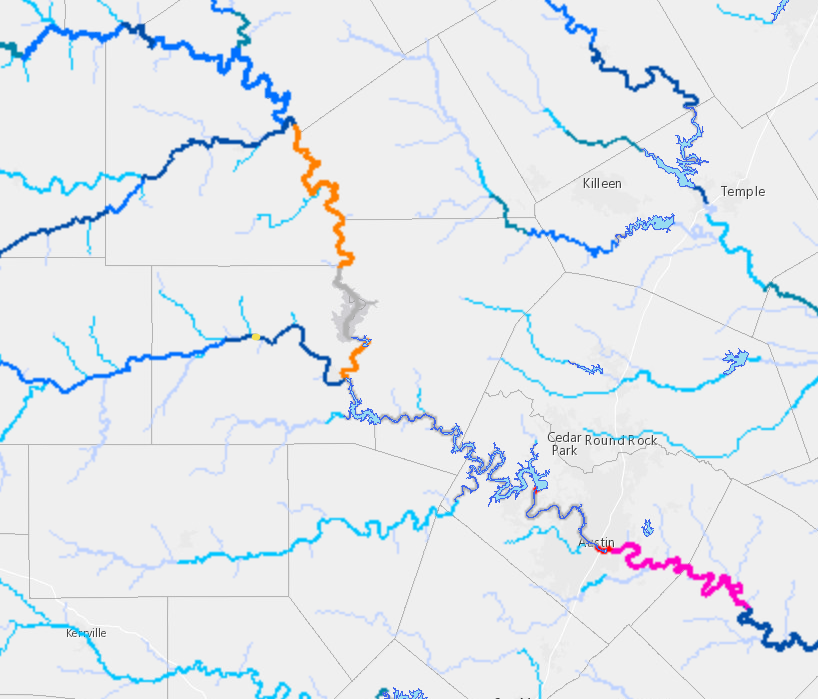 Killeen
Temple
Cedar Park
Round Rock
Austin
Kerrville